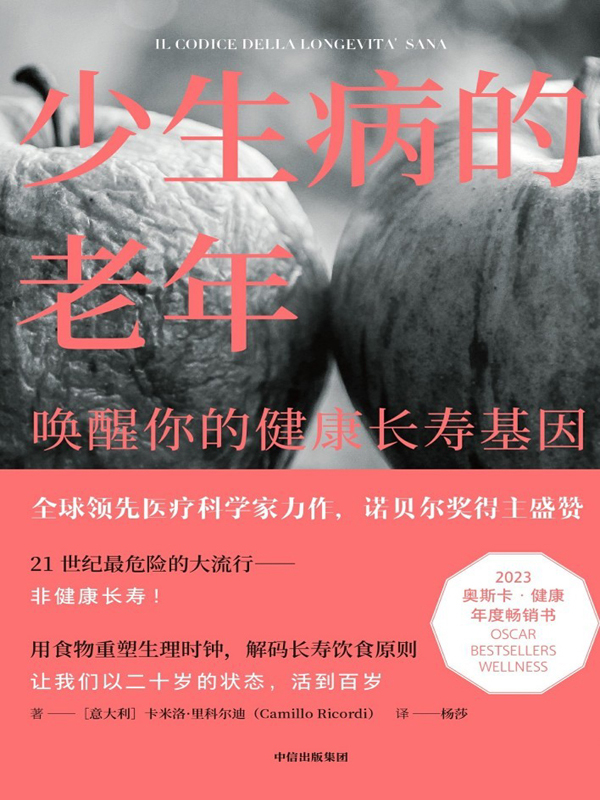 IL CODICE DELLA LONGEVITA' SANA
少生病的
老年
唤醒你的健康长寿基因
全球领先医疗科学家力作，诺贝尔奖得主盛赞
21 世纪最危险的大流行——
非健康长寿！
2023
奥斯卡·健康
年度畅销书
OSCAR
BESTSELLERS
WELLNESS
用食物重塑生理时钟，解码长寿饮食原则
让我们以二十岁的状态，活到百岁
著 ——［意大利］卡米洛·里科尔迪（Camillo Ricordi） 译 ——杨莎
中信出版集团